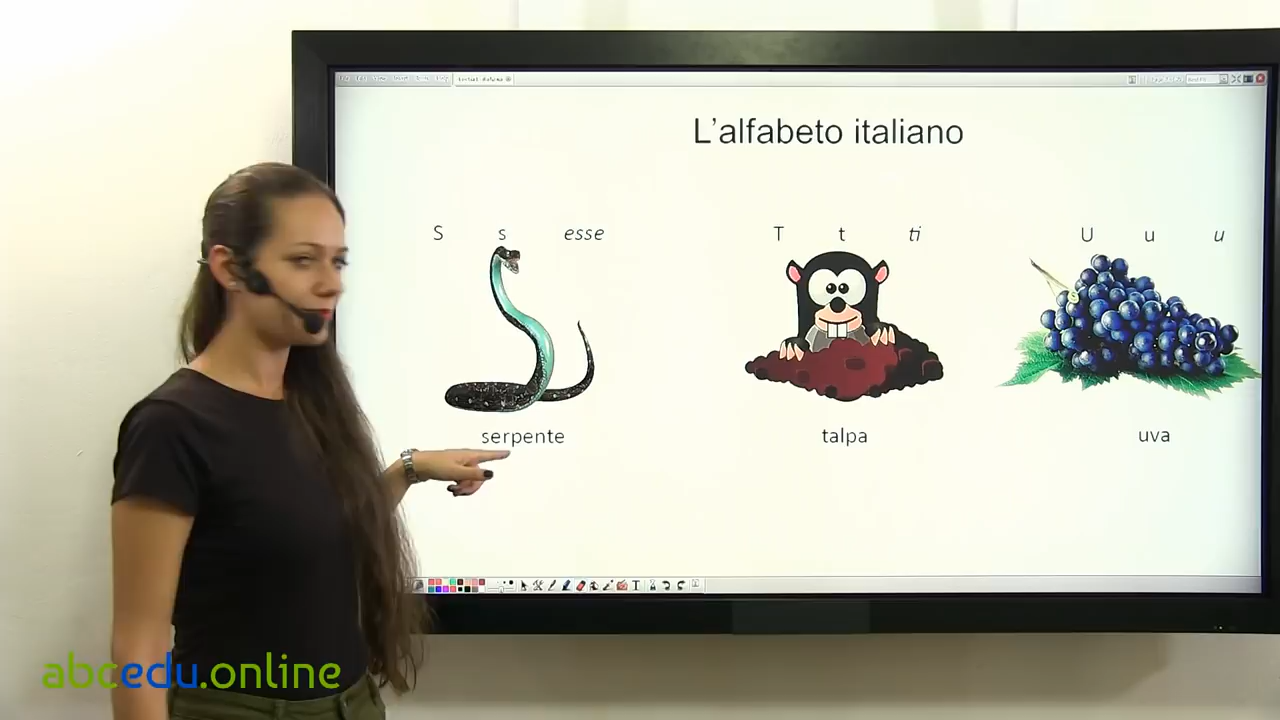 L'alfabeto italiano
S s esse T t ti U u u
serpente talpa uva
abcedu.online